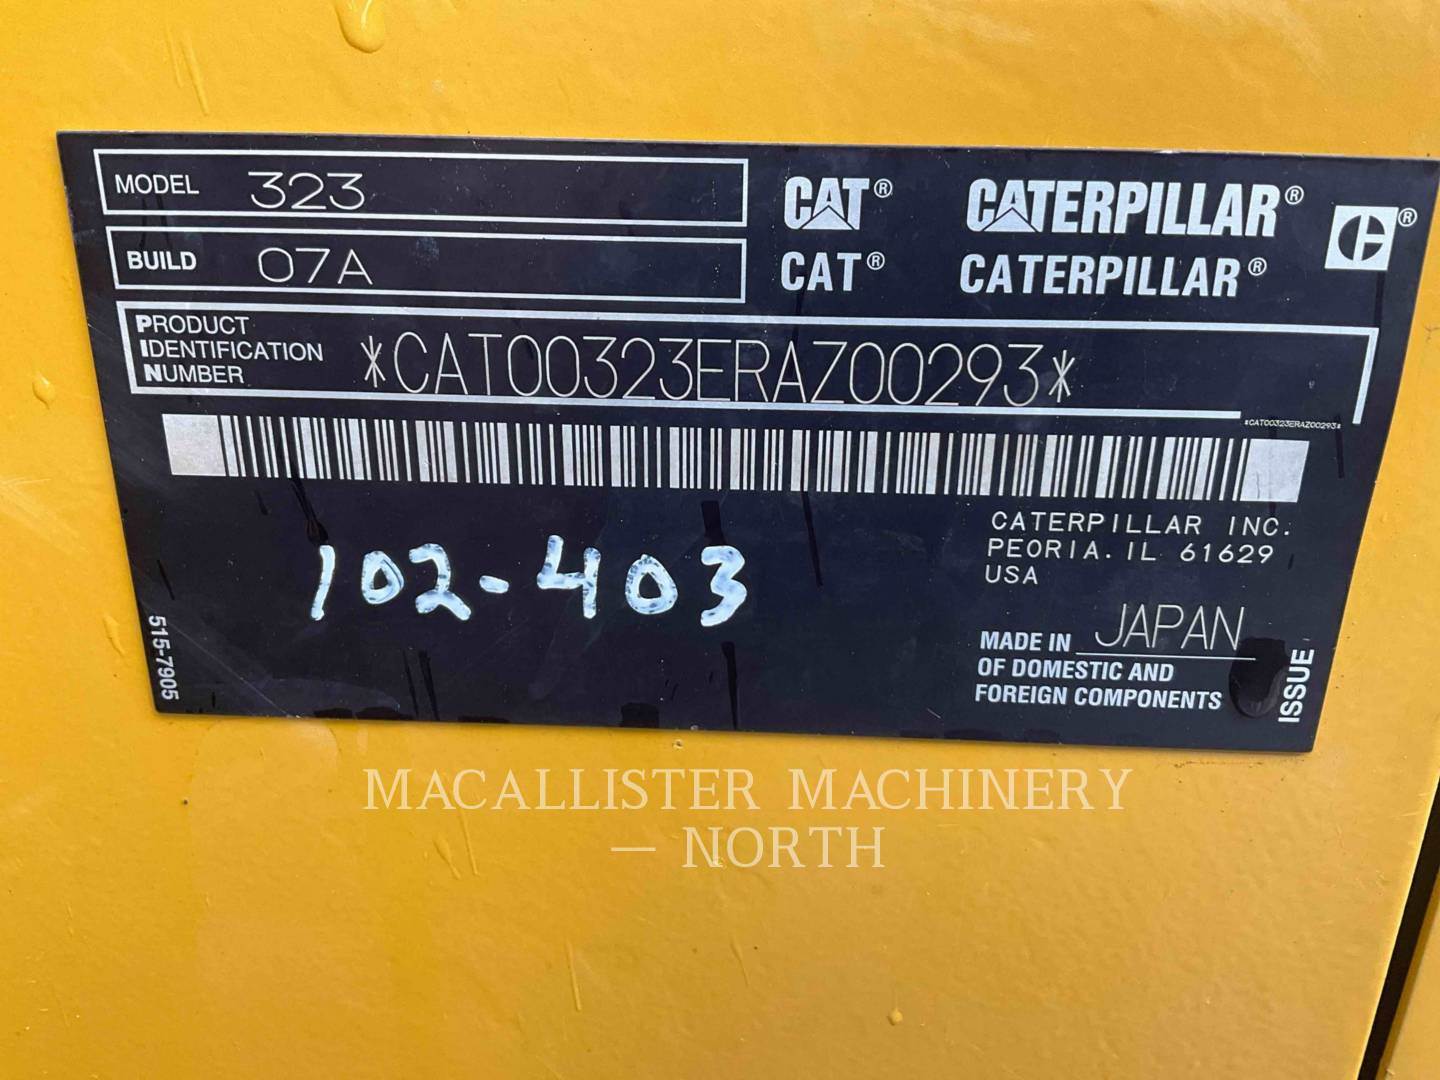 MODEL 323
BUILD 07A
CAT® CATERPILLAR®
CAT® CATERPILLAR®
PRODUCT
IDENTIFICATION
NUMBER
*CAT00323ERAZ00293*
*CAT00323ERAZ00293*
CATERPILLAR INC.
PEORIA. IL 61629
USA
102-403
MADE IN JAPAN
OF DOMESTIC AND
FOREIGN COMPONENTS
515-7905
ISSUE
MACALLISTER MACHINERY
— NORTH